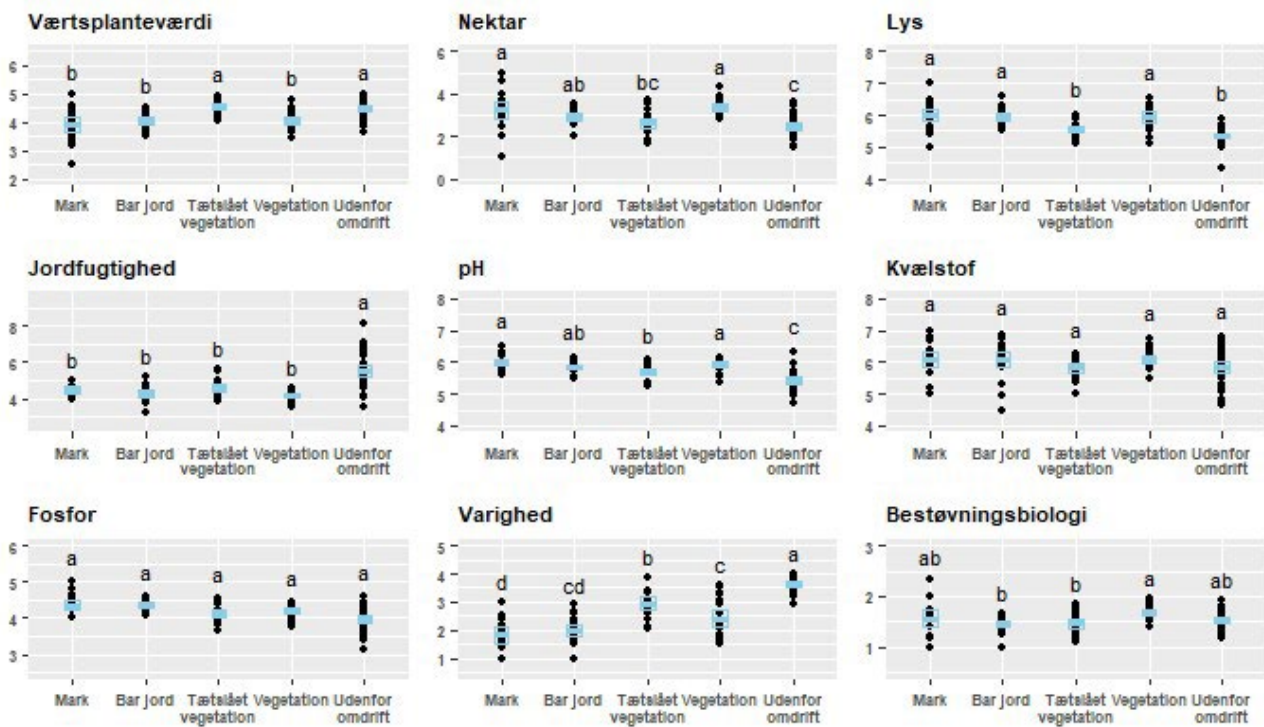 Værtsplanteværdi
6
5
4
3
2
b
b
a
b
a
Mark Bar jord Tætslået vegetation Vegetation Udenfor omdrift
Nektar
6
4
2
0
a
ab
bc
a
c
Mark Bar jord Tætslået vegetation Vegetation Udenfor omdrift
Lys
8
7
6
5
4
a
a
b
a
b
Mark Bar jord Tætslået vegetation Vegetation Udenfor omdrift
Jordfugtighed
8
6
4
b
b
b
b
a
Mark Bar jord Tætslået vegetation Vegetation Udenfor omdrift
pH
8
7
6
5
4
a
ab
b
a
c
Mark Bar jord Tætslået vegetation Vegetation Udenfor omdrift
Kvælstof
8
7
6
5
4
a
a
a
a
a
Mark Bar jord Tætslået vegetation Vegetation Udenfor omdrift
Fosfor
6
5
4
3
a
a
a
a
a
Mark Bar jord Tætslået vegetation Vegetation Udenfor omdrift
Varighed
5
4
3
2
1
d
cd
b
c
a
Mark Bar jord Tætslået vegetation Vegetation Udenfor omdrift
Bestøvningsbiologi
3
2
1
ab
b
b
a
ab
Mark Bar jord Tætslået vegetation Vegetation Udenfor omdrift